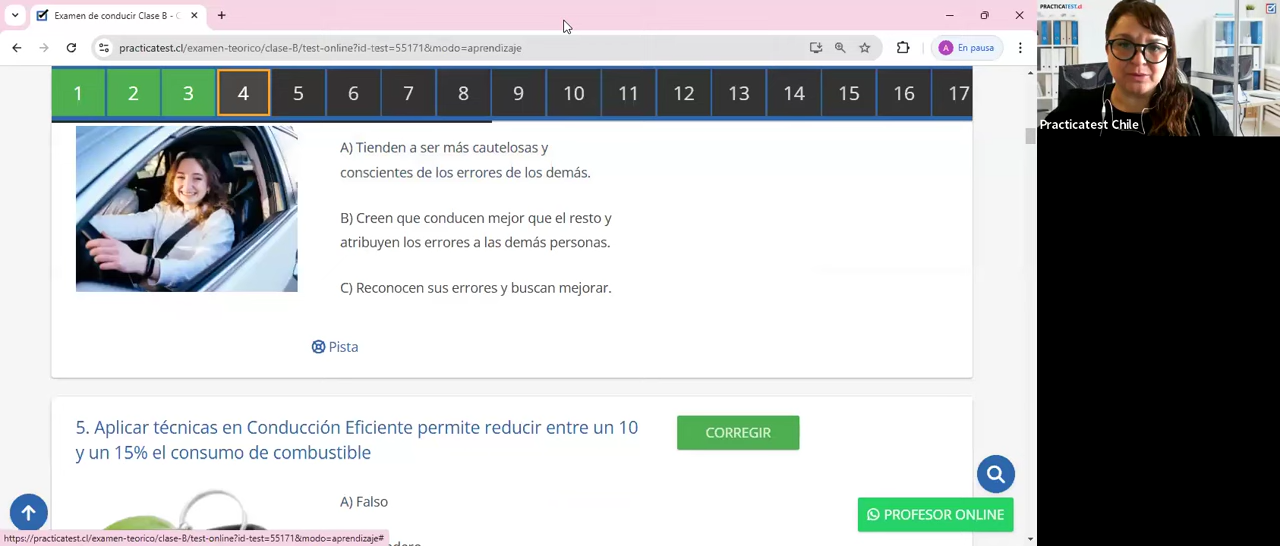 Examen de conducir Clase B - C
practicatest.cl/examen-teorico/clase-B/test-online?id-test=55171&modo=aprendizaje
A En pausa
PRACTICATEST.cl
Practicatest Chile
1 2 3 4 5 6 7 8 9 10 11 12 13 14 15 16 17
A) Tienden a ser más cautelosas y
conscientes de los errores de los demás.
B) Creen que conducen mejor que el resto y
atribuyen los errores a las demás personas.
C) Reconocen sus errores y buscan mejorar.
Pista
5. Aplicar técnicas en Conducción Eficiente permite reducir entre un 10
y un 15% el consumo de combustible
CORREGIR
A) Falso
PROFESOR ONLINE
https://practicatest.cl/examen-teorico/clase-B/test-online?id-test=55171&modo=aprendizaje#